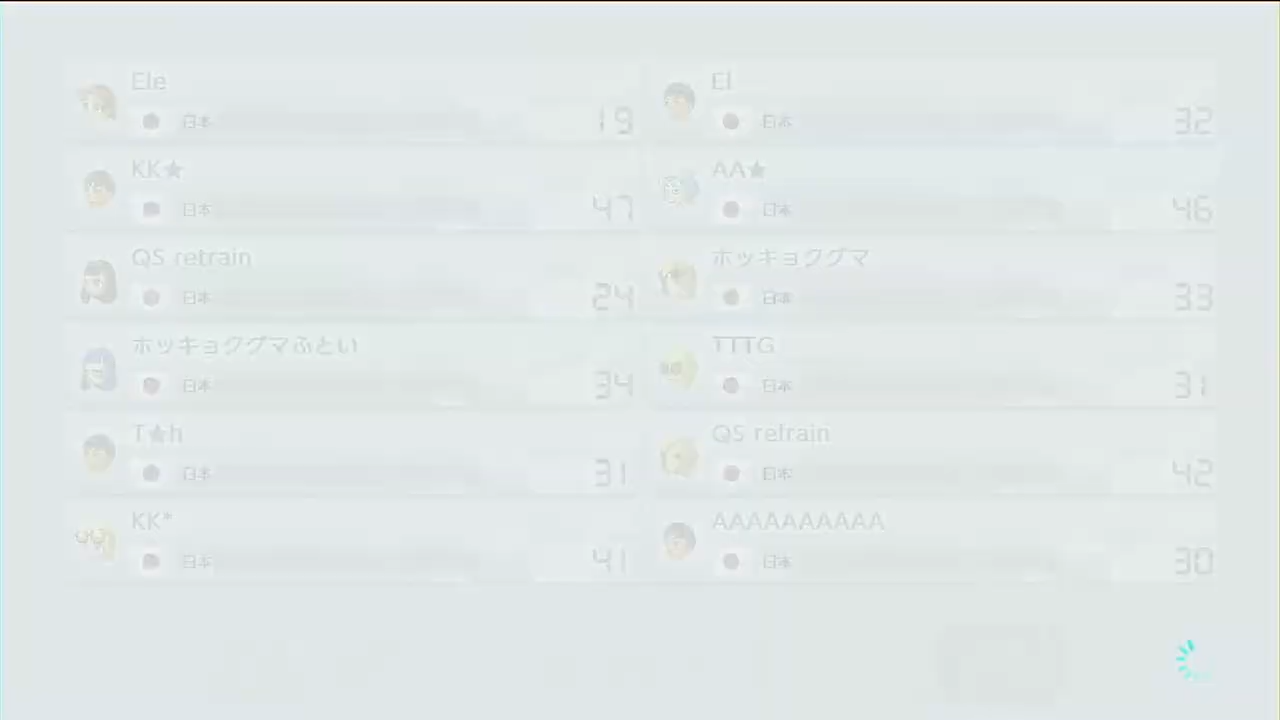 Ele
日本 19
KK★
日本 47
QS retrain
日本 24
ホッキョクグマふとい
日本 34
T★h
日本 31
KK*
日本 41
El
日本 32
AA★
日本 46
ホッキョクグマ
日本 33
TTTG
日本 31
QS refrain
日本 42
AAAAAAAAAA
日本 30